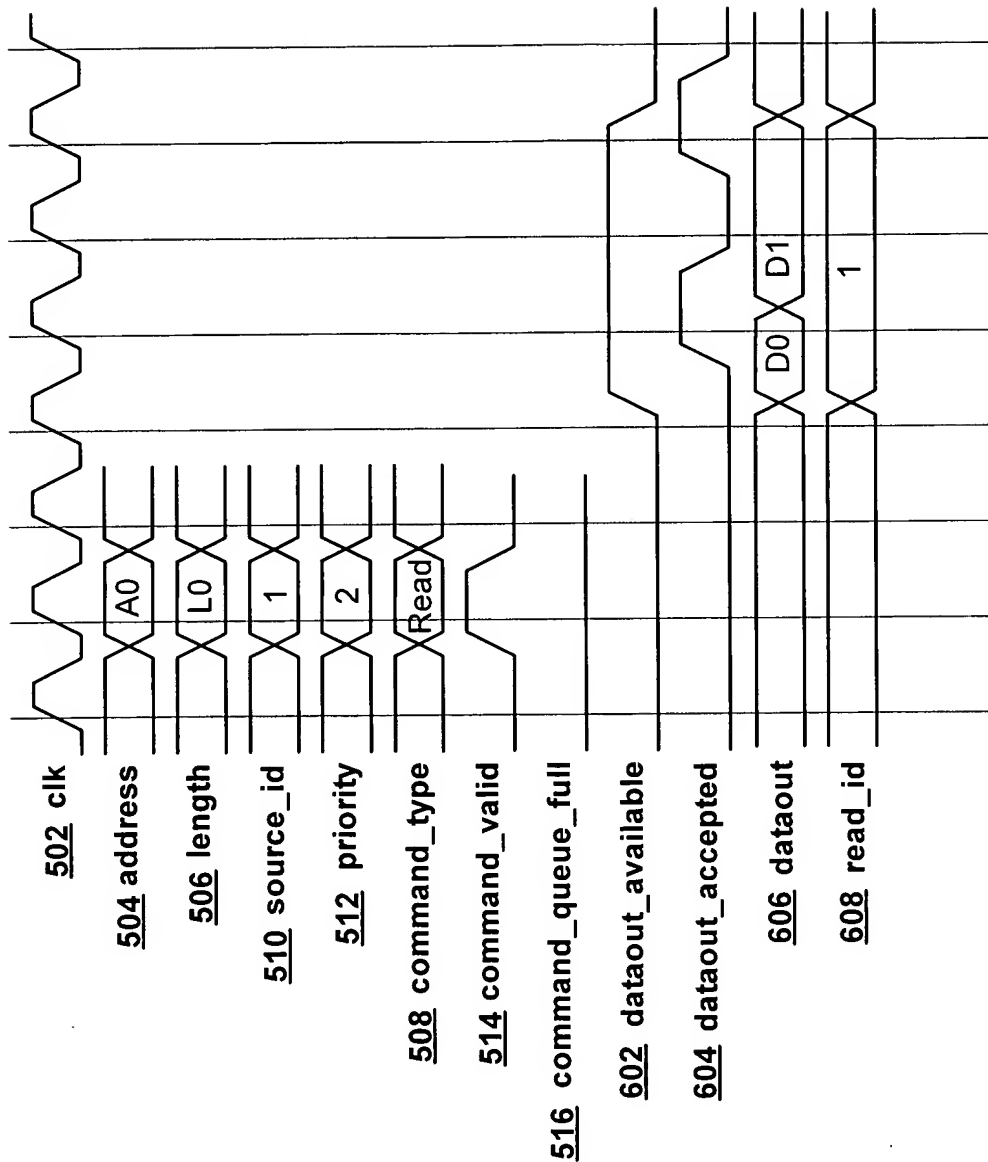 502 clk
504 address A0
506 length L0
510 source_id 1
512 priority 2
508 command_type Read
514 command_valid
516 command_queue_full
602 dataout_available
604 dataout_accepted
606 dataout D0 D1
608 read_id 1